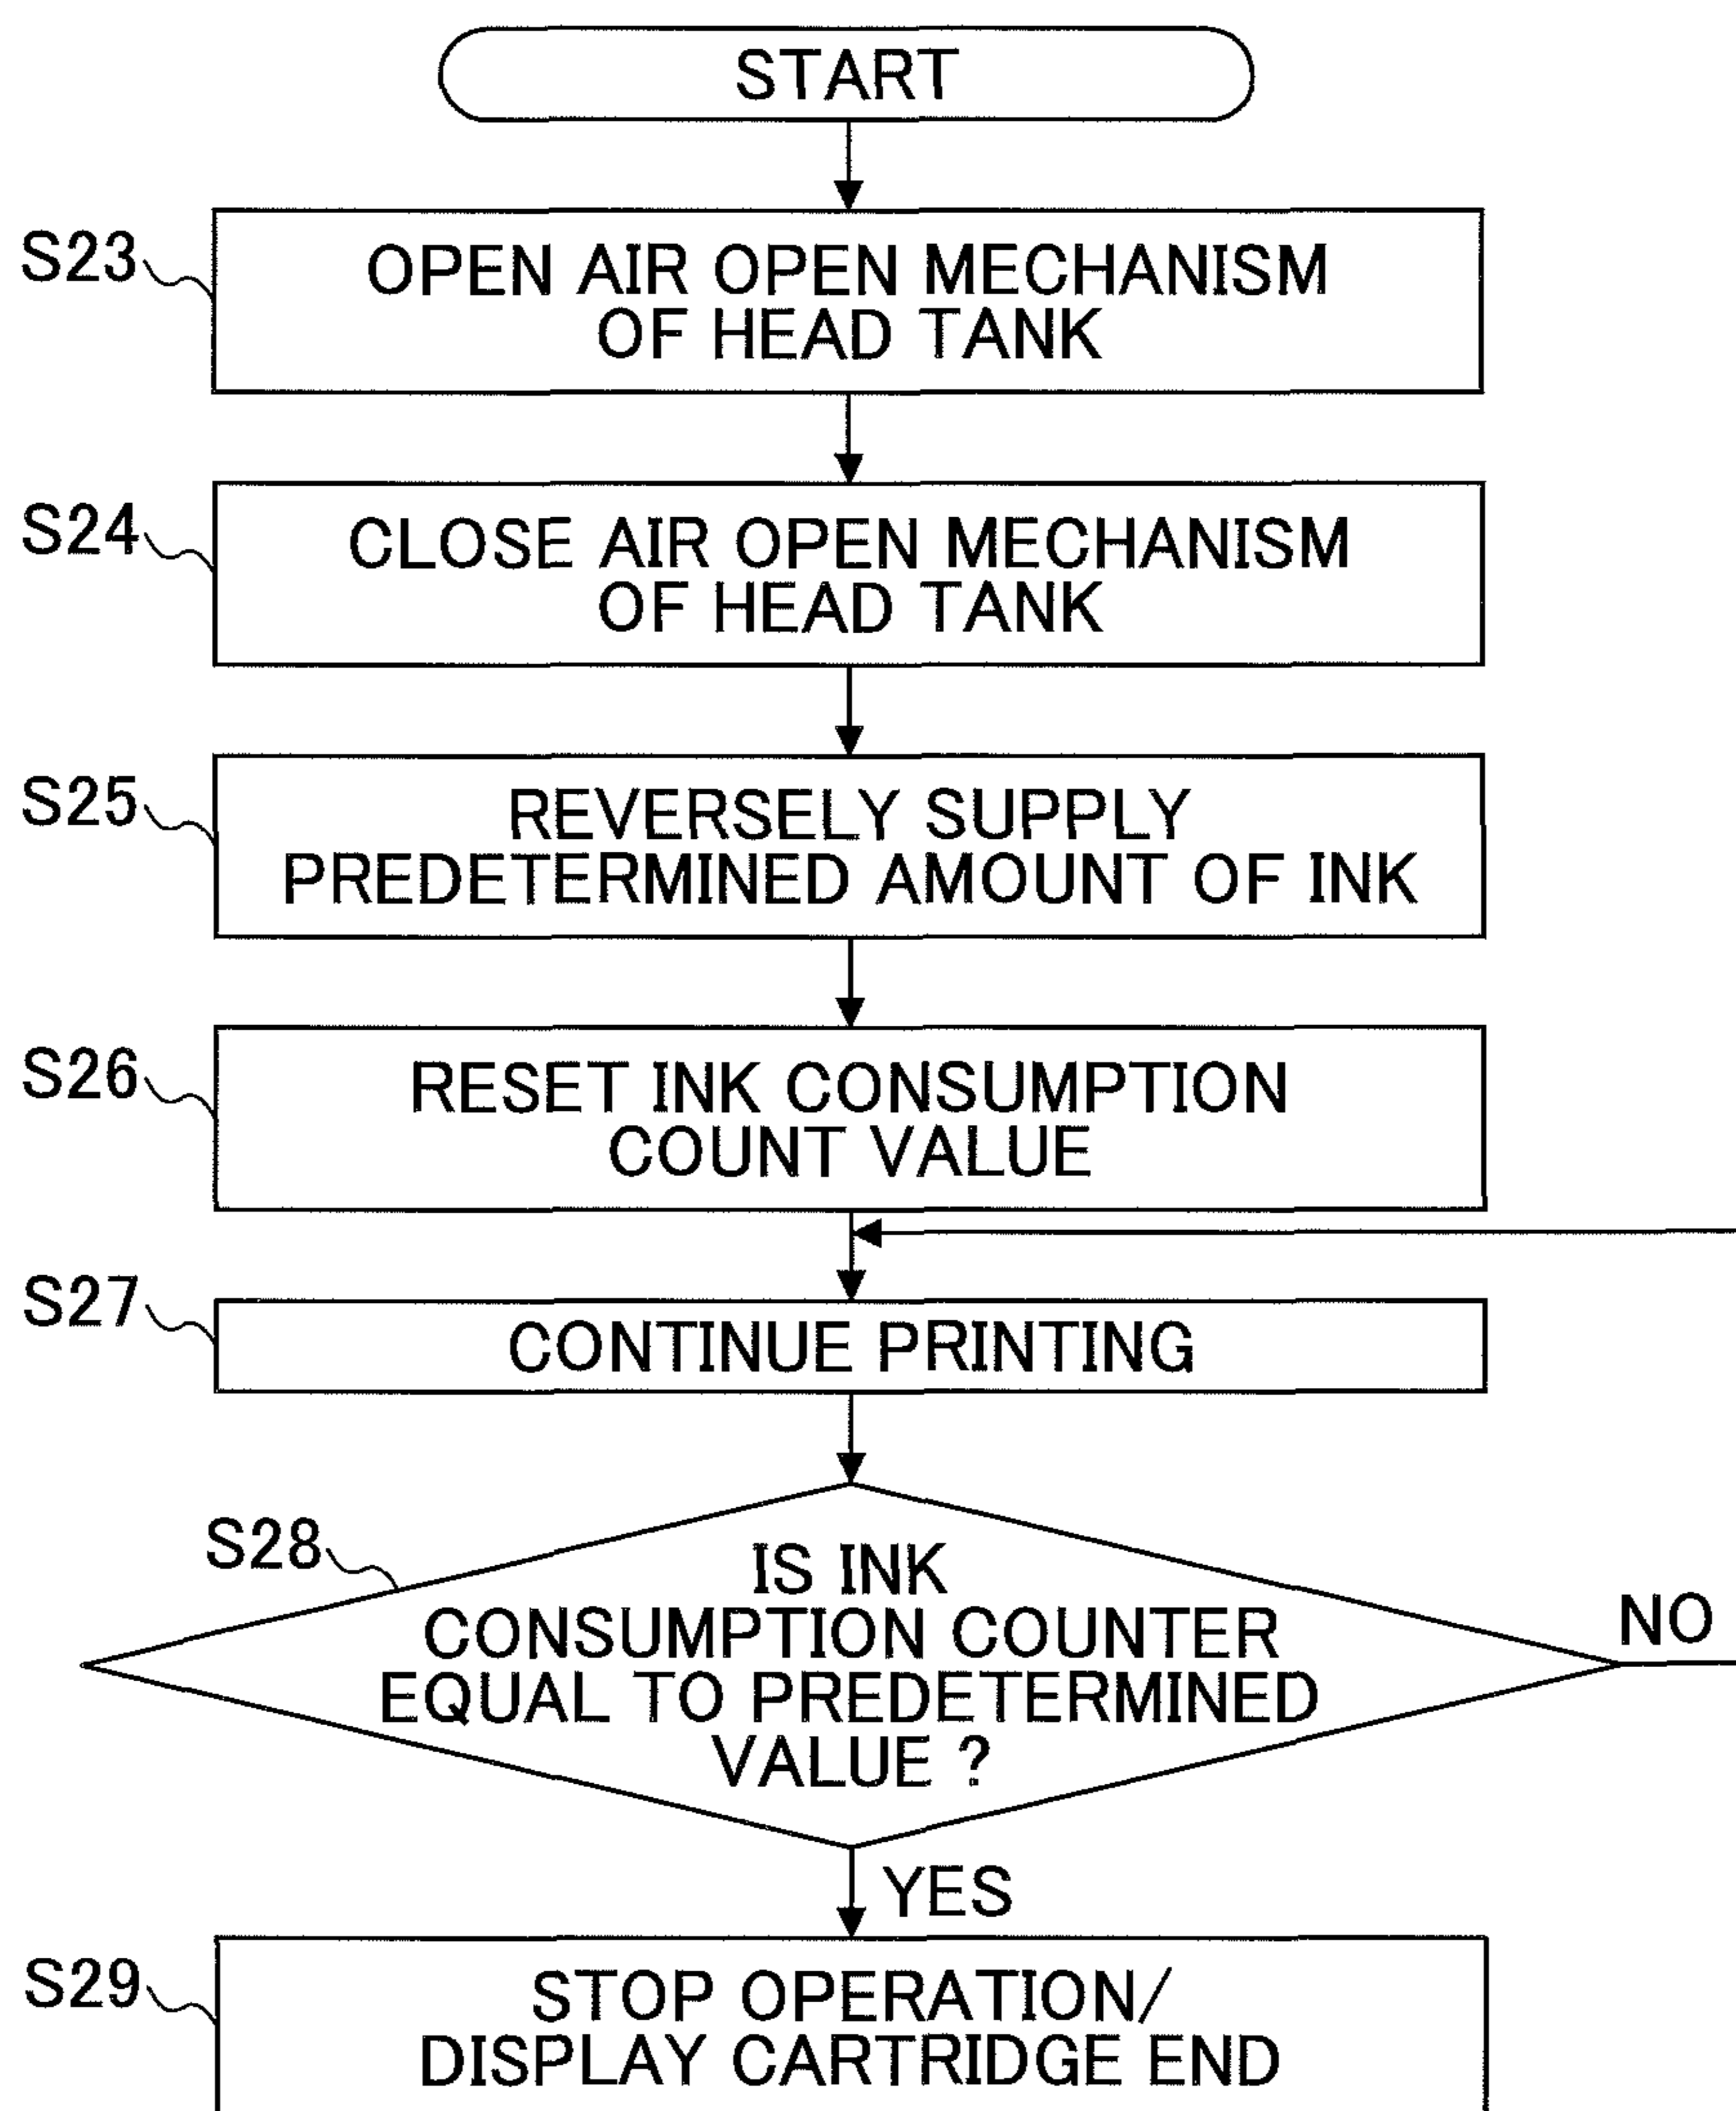 START
S23
OPEN AIR OPEN MECHANISM
OF HEAD TANK
S24
CLOSE AIR OPEN MECHANISM
OF HEAD TANK
S25
REVERSELY SUPPLY
PREDETERMINED AMOUNT OF INK
S26
RESET INK CONSUMPTION
COUNT VALUE
S27
CONTINUE PRINTING
S28
IS INK
CONSUMPTION COUNTER
EQUAL TO PREDETERMINED
VALUE ?
NO
YES
S29
STOP OPERATION/
DISPLAY CARTRIDGE END